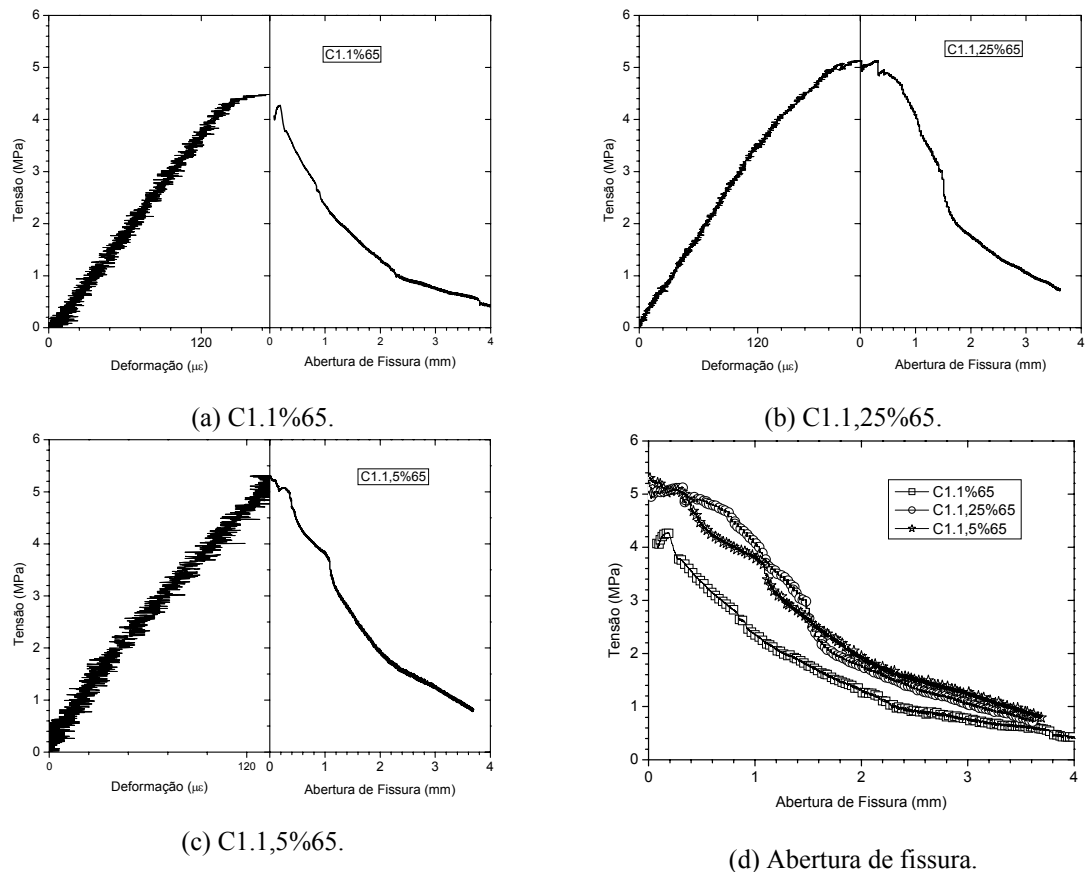 C1.1%65
Tensão (MPa)
6
5
4
3
2
1
0
0
120
0
1
2
3
4
Deformação (µε)
Abertura de Fissura (mm)
(a) C1.1%65.
C1.1,25%65
Tensão (MPa)
6
5
4
3
2
1
0
0
120
0
1
2
3
4
Deformação (µε)
Abertura de Fissura (mm)
(b) C1.1,25%65.
C1.1,5%65
Tensão (MPa)
6
5
4
3
2
1
0
0
120
0
1
2
3
4
Deformação (µε)
Abertura de Fissura (mm)
(c) C1.1,5%65.
C1.1%65
C1.1,25%65
C1.1,5%65
Tensão (MPa)
6
5
4
3
2
1
0
0
1
2
3
4
Abertura de Fissura (mm)
(d) Abertura de fissura.